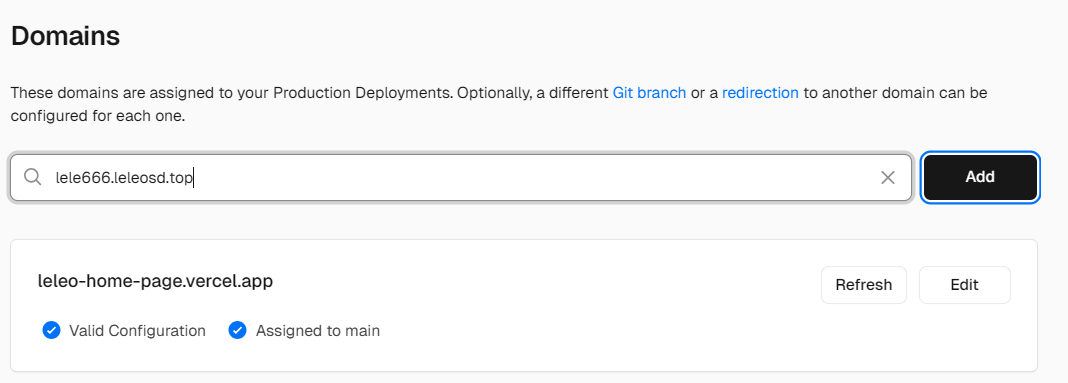 Domains
These domains are assigned to your Production Deployments. Optionally, a different Git branch or a redirection to another domain can be
configured for each one.
lele666.leleosd.top
Add
leleo-home-page.vercel.app
Refresh
Edit
Valid Configuration
Assigned to main